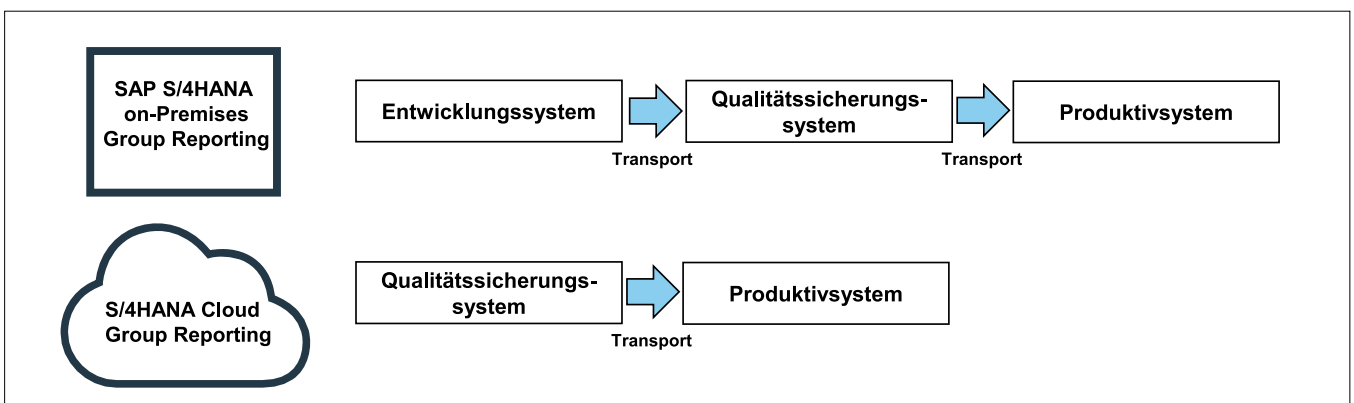 SAP S/4HANA
on-Premises
Group Reporting
Entwicklungssystem
Qualitätssicherungs-
system
Produktivsystem
Transport
Transport
S/4HANA Cloud
Group Reporting
Qualitätssicherungs-
system
Produktivsystem
Transport